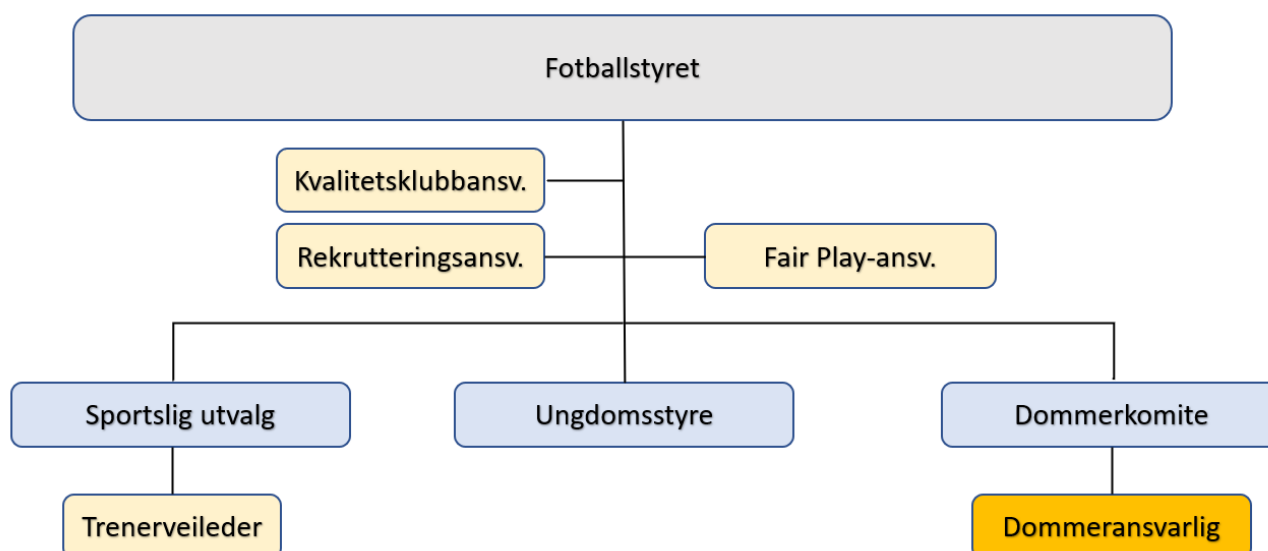 Fotballstyret
Kvalitetsklubbansv.
Rekrutteringsansv.
Fair Play-ansv.
Sportslig utvalg
Ungdomsstyre
Dommerkomite
Trenerveileder
Dommeransvarlig